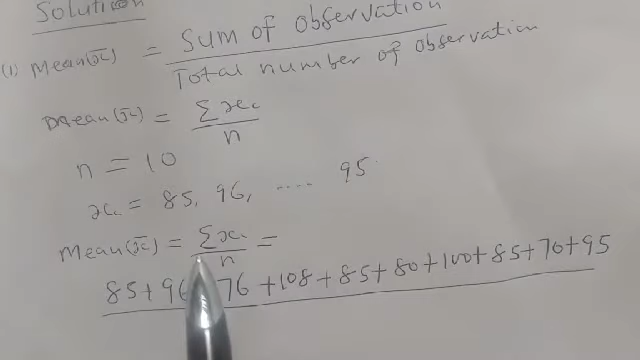 Solution
(1) Mean(x̄) = Sum of observation / Total number of observation
Mean(x̄) = Σxᵢ / n
n = 10
xᵢ = 85, 96, .... 95.
Mean(x̄) = Σxᵢ / n =
85+96 76 +108+85+80+100+85+70+95